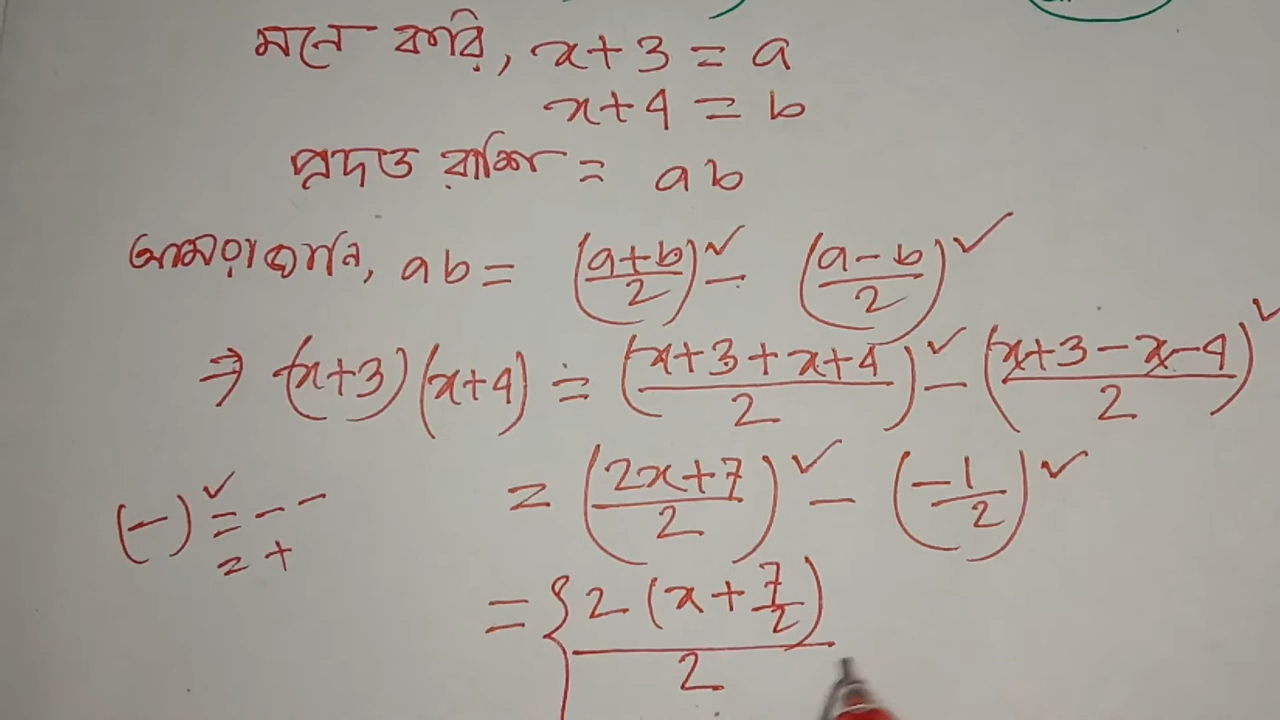 মনে করি, x+3 = a
x+4 = b
প্রদত্ত রাশি = ab
আমরা জানি, ab = (a+b/2)² - (a-b/2)²
⇒ (x+3)(x+4) = (x+3+x+4/2)² - (x+3-x-4/2)²
= (2x+7/2)² - (-1/2)²
(-)² = - -
= +
= {2(x+7/2)/2